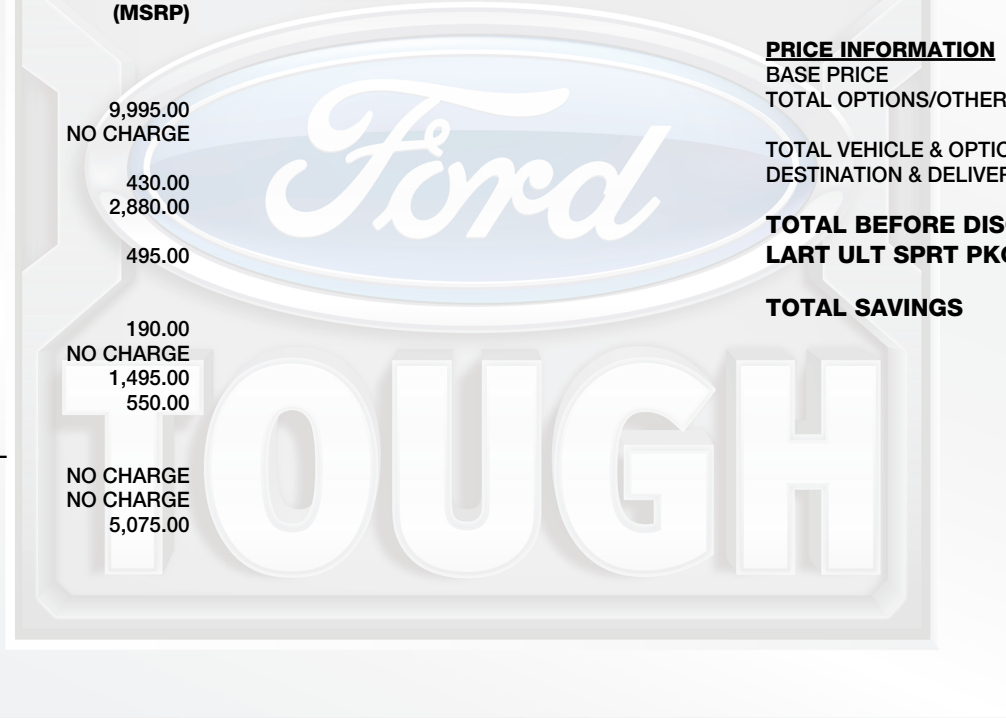 (MSRP)
9,995.00
NO CHARGE
430.00
2,880.00
495.00
190.00
NO CHARGE
1,495.00
550.00
NO CHARGE
NO CHARGE
5,075.00
PRICE INFORMATION
BASE PRICE
TOTAL OPTIONS/OTHER
TOTAL VEHICLE & OPTIO
DESTINATION & DELIVER
TOTAL BEFORE DIS
LART ULT SPRT PK
TOTAL SAVINGS
Ford
TOUGH